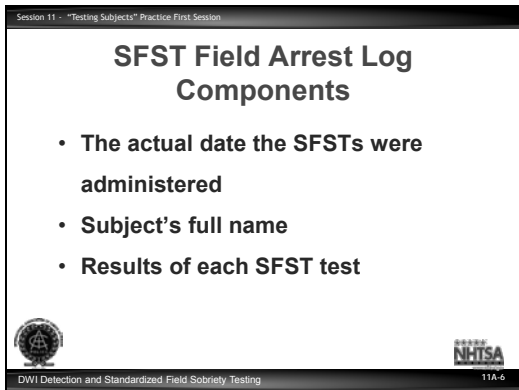 Session 11 - “Testing Subjects” Practice First Session
SFST Field Arrest Log
Components
• The actual date the SFSTs were
administered
• Subject’s full name
• Results of each SFST test
NHTSA
DWI Detection and Standardized Field Sobriety Testing
11A-6